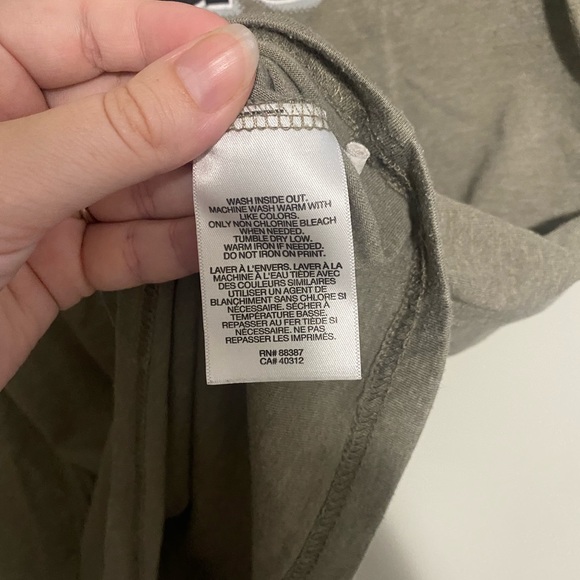 WASH INSIDE OUT.
MACHINE WASH WARM WITH
LIKE COLORS.
ONLY NON CHLORINE BLEACH
WHEN NEEDED.
TUMBLE DRY LOW.
WARM IRON IF NEEDED.
DO NOT IRON ON PRINT.
LAVER À L'ENVERS. LAVER À LA
MACHINE À L'EAU TIÈDE AVEC
DES COULEURS SIMILAIRES
UTILISER UN AGENT DE
BLANCHIMENT SANS CHLORE SI
NÉCESSAIRE. SÉCHER À
TEMPÉRATURE BASSE.
REPASSER AU FER TIÈDE SI
NÉCESSAIRE. NE PAS
REPASSER LES IMPRIMÉS.
RN# 88387
CA# 40312